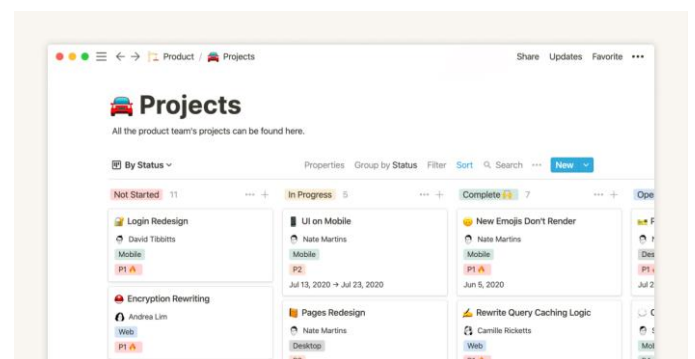 Product / Projects Share Updates Favorite
Projects
All the product team's projects can be found here.
By Status Properties Group by Status Filter Sort Search New
Not Started 11 In Progress 5 Complete 7
Login Redesign
David Tibbitts
Mobile
P1
Encryption Rewriting
Andrea Lim
Web
P1
UI on Mobile
Nate Martins
Mobile
P2
Jul 13, 2020 → Jul 23, 2020
Pages Redesign
Nate Martins
Desktop
New Emojis Don't Render
Nate Martins
Mobile
P1
Jun 5, 2020
Rewrite Query Caching Logic
Camille Ricketts
Web
P1